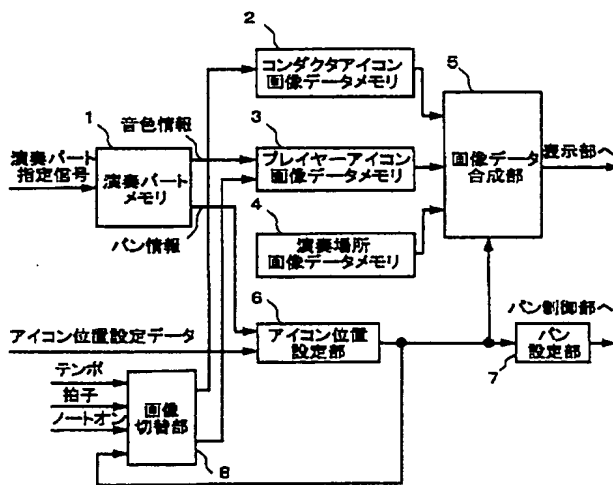 2
コンダクタアイコン
画像データメモリ
5
1
音色情報
3
演奏パート
指定信号
演奏パート
メモリ
プレイヤーアイコン
画像データメモリ
画像データ
合成部
表示部へ
パン情報
4
演奏場所
画像データメモリ
6
パン制御部へ
アイコン位置設定データ
アイコン位置
設定部
パン
設定部
7
テンポ
拍子
ノートオン
画像
切替部
8